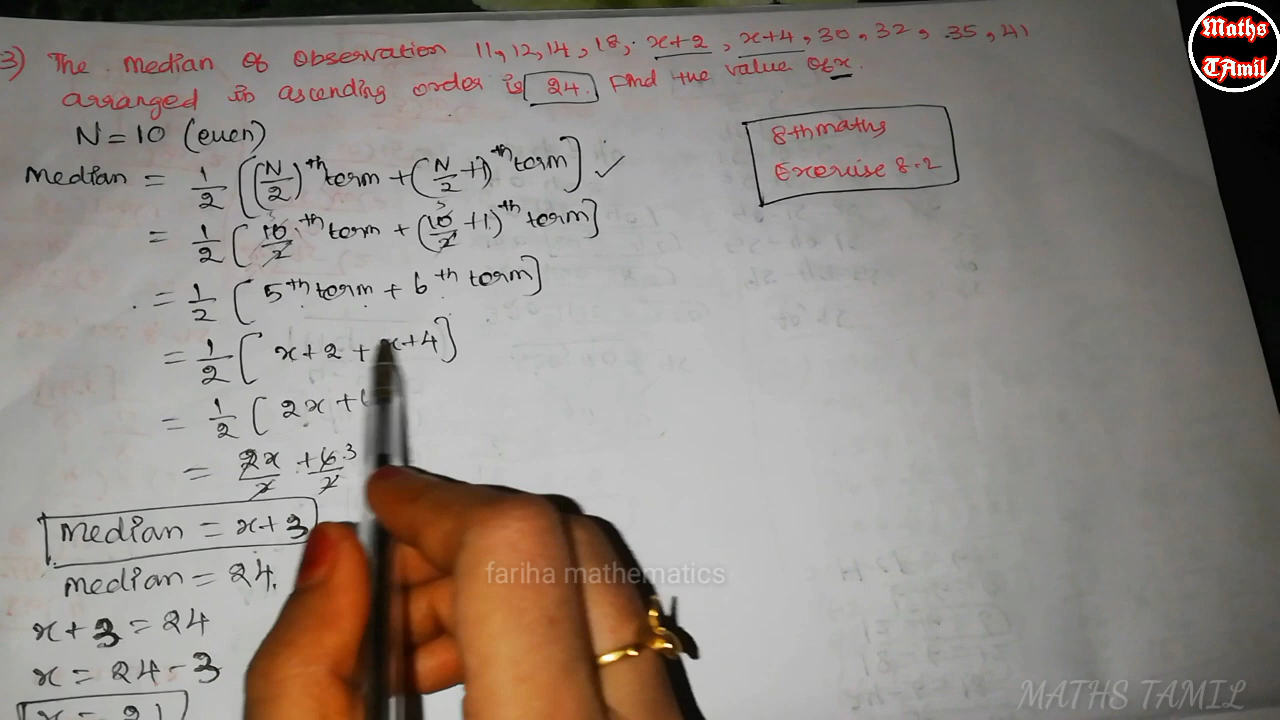 3) The median of Observation 11, 12, 14, 18, x+2, x+4, 30, 32, 35, 41
arranged in ascending order is 24. Find the value of x.
N = 10 (even)
Median = 1/2 [(N/2)th term + (N/2 + 1)th term] ✓
= 1/2 [10/2 th term + (10/2 + 1)th term]
= 1/2 [5th term + 6th term]
= 1/2 [x+2 + x+4]
= 1/2 [2x +
= 2x/2 + 6/2 3
Median = x+3
median = 24.
x + 3 = 24
x = 24 - 3
x = 21
8th maths
Exercise 8.2
Maths
TAmil
fariha mathematics
MATHS TAMIL